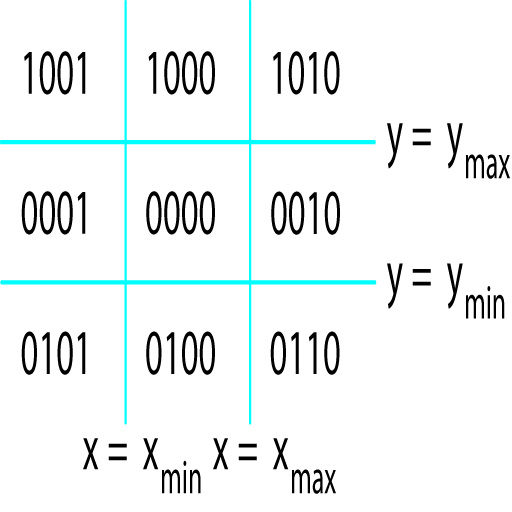 1001 1000 1010
y = ymax
0001 0000 0010
y = ymin
0101 0100 0110
x = xmin x = xmax